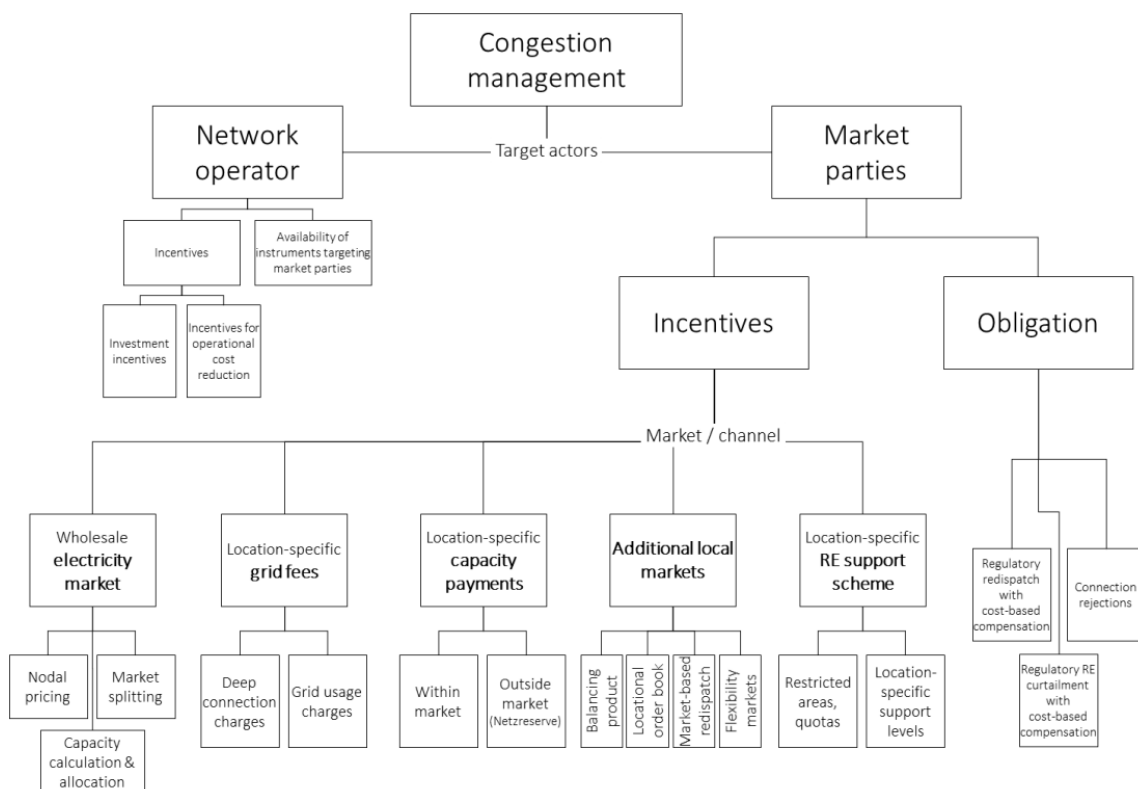 Congestion
management
Network
operator
Target actors
Market
parties
Incentives
Availability of
instruments targeting
market parties
Investment
incentives
Incentives for
operational
cost
reduction
Incentives
Obligation
Market / channel
Wholesale
electricity
market
Location-specific
grid fees
Location-specific
capacity
payments
Additional local
markets
Location-specific
RE support
scheme
Regulatory
redispatch
with
cost-based
compensation
Connection
rejections
Regulatory RE
curtailment
with
cost-based
compensation
Nodal
pricing
Market
splitting
Capacity
calculation &
allocation
Deep
connection
charges
Grid usage
charges
Within
market
Outside
market
(Netzreserve)
Balancing
product
Locational
order book
Market-based
redispatch
Flexibility
markets
Restricted
areas,
quotas
Location-
specific
support
levels